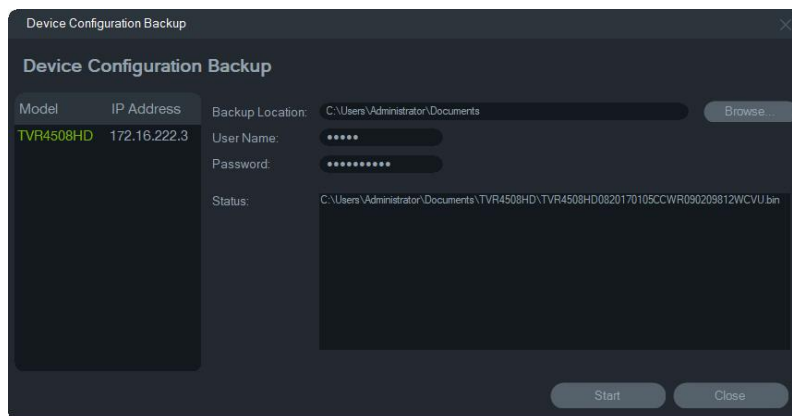 Device Configuration Backup
Device Configuration Backup
Model IP Address
TVR4508HD 172.16.222.3
Backup Location: C:\Users\Administrator\Documents Browse...
User Name: •••••
Password: ••••••••••
Status: C:\Users\Administrator\Documents\TVR4508HD\TVR4508HD0820170105CCWR090209812WCVU.bin
Start Close